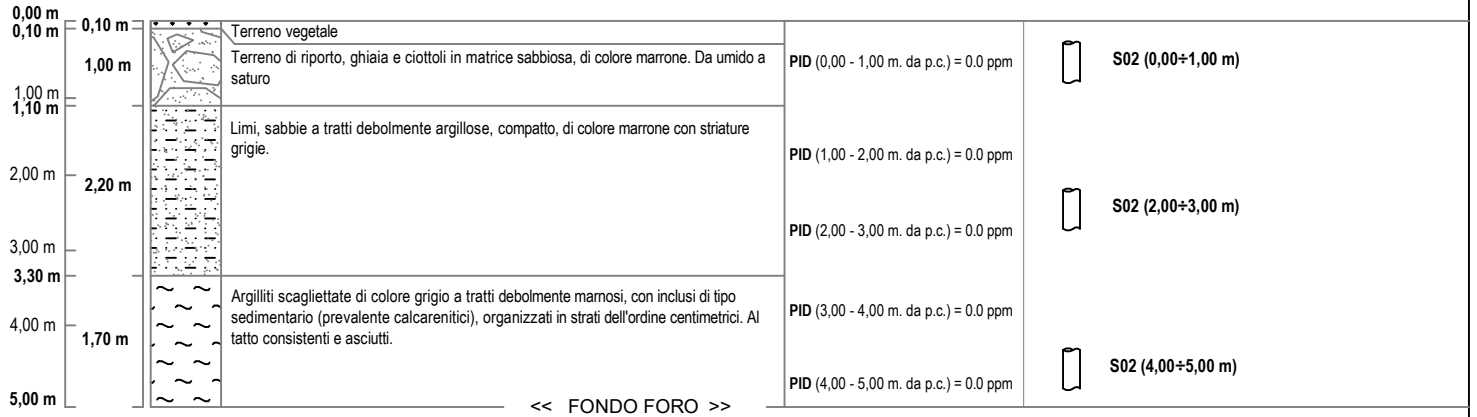 0,00 m
0,10 m
0,10 m
Terreno vegetale
Terreno di riporto, ghiaia e ciottoli in matrice sabbiosa, di colore marrone. Da umido a
saturo
1,00 m
PID (0,00 - 1,00 m. da p.c.) = 0.0 ppm
S02 (0,00÷1,00 m)
1,00 m
1,10 m
Limi, sabbie a tratti debolmente argillose, compatto, di colore marrone con striature
grigie.
PID (1,00 - 2,00 m. da p.c.) = 0.0 ppm
2,00 m
2,20 m
S02 (2,00÷3,00 m)
PID (2,00 - 3,00 m. da p.c.) = 0.0 ppm
3,00 m
3,30 m
Argilliti scagliettate di colore grigio a tratti debolmente marnosi, con inclusi di tipo
sedimentario (prevalente calcarenitici), organizzati in strati dell'ordine centimetrici. Al
tatto consistenti e asciutti.
PID (3,00 - 4,00 m. da p.c.) = 0.0 ppm
4,00 m
1,70 m
S02 (4,00÷5,00 m)
PID (4,00 - 5,00 m. da p.c.) = 0.0 ppm
5,00 m
<< FONDO FORO >>